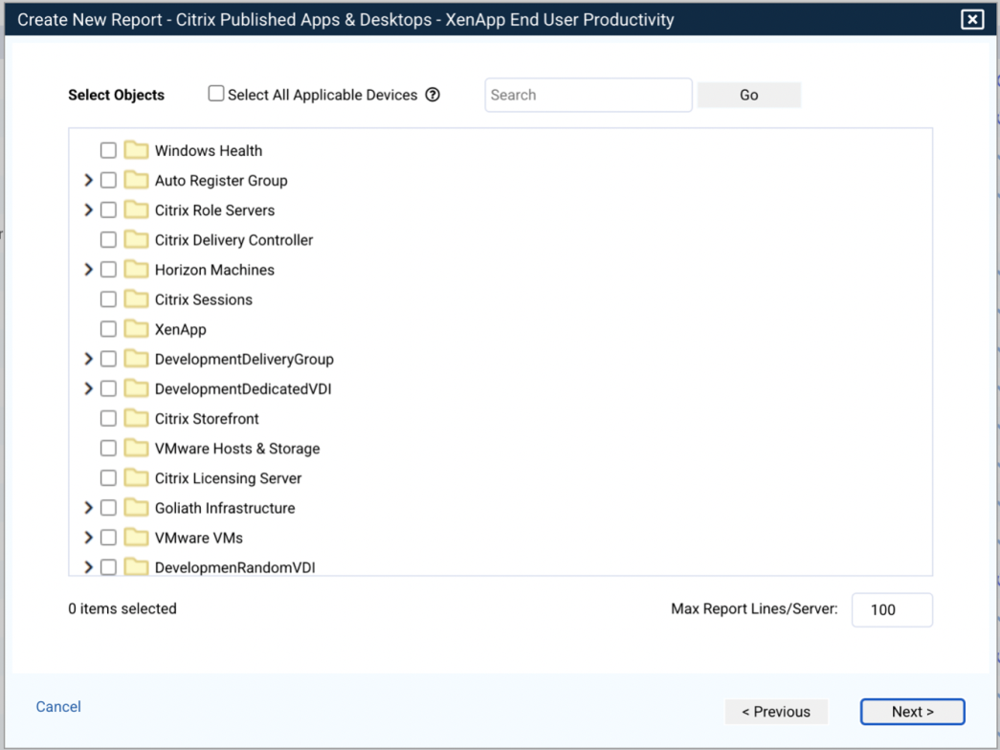 Create New Report - Citrix Published Apps & Desktops - XenApp End User Productivity
Select Objects Select All Applicable Devices ? Search Go
Windows Health
Auto Register Group
Citrix Role Servers
Citrix Delivery Controller
Horizon Machines
Citrix Sessions
XenApp
DevelopmentDeliveryGroup
DevelopmentDedicatedVDI
Citrix Storefront
VMware Hosts & Storage
Citrix Licensing Server
Goliath Infrastructure
VMware VMs
DevelopmenRandomVDI
0 items selected Max Report Lines/Server: 100
Cancel < Previous Next >